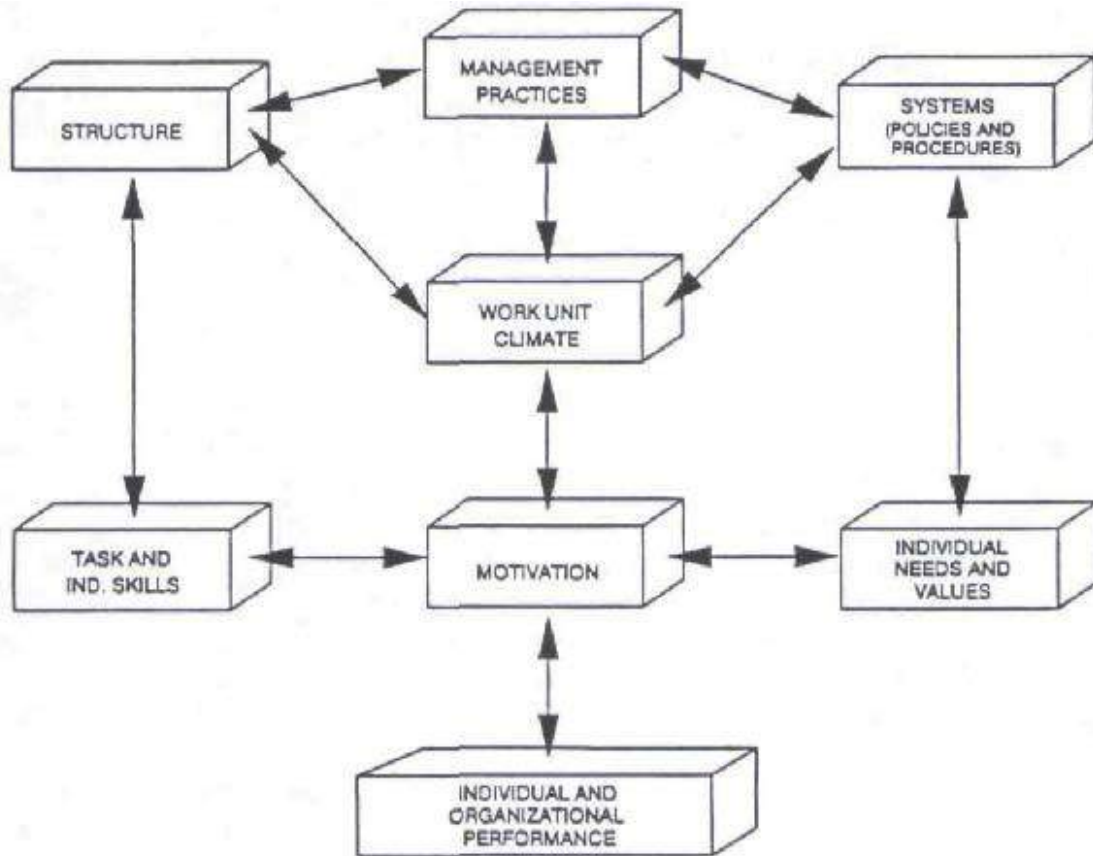 MANAGEMENT
PRACTICES
STRUCTURE
SYSTEMS
(POLICIES AND
PROCEDURES)
WORK UNIT
CLIMATE
TASK AND
IND. SKILLS
MOTIVATION
INDIVIDUAL
NEEDS AND
VALUES
INDIVIDUAL AND
ORGANIZATIONAL
PERFORMANCE